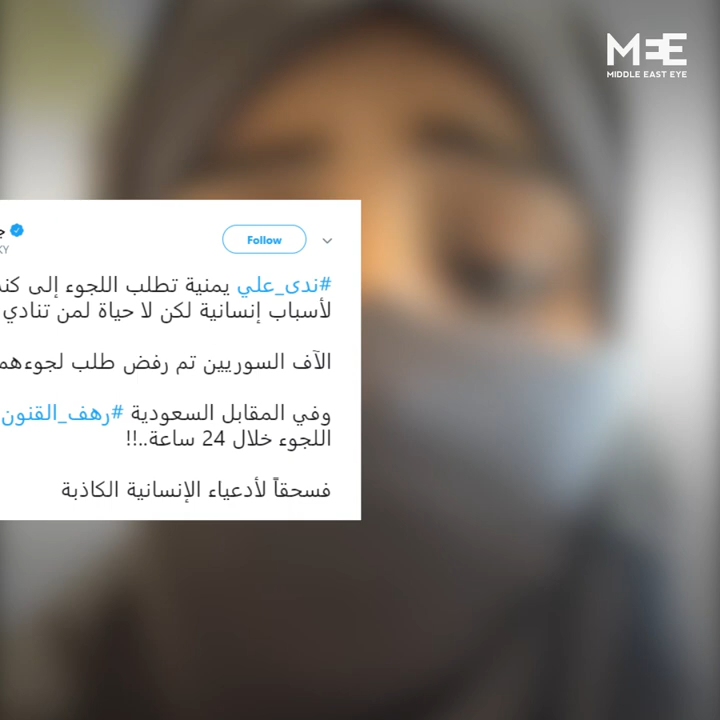 MEE
MIDDLE EAST EYE
Follow
#ندى_علي يمنية تطلب اللجوء إلى
لأسباب إنسانية لكن لا حياة لمن تنادي
الآف السوريين تم رفض طلب لجوءهم
وفي المقابل السعودية #رهف_القنون
اللجوء خلال 24 ساعة..!!
فسحقاً لأدعياء الإنسانية الكاذبة